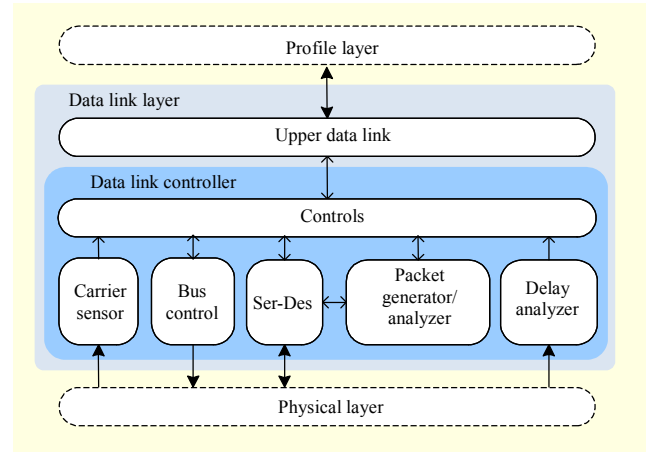 Profile layer
Data link layer
Upper data link
Data link controller
Controls
Carrier
sensor
Bus
control
Ser-Des
Packet
generator/
analyzer
Delay
analyzer
Physical layer